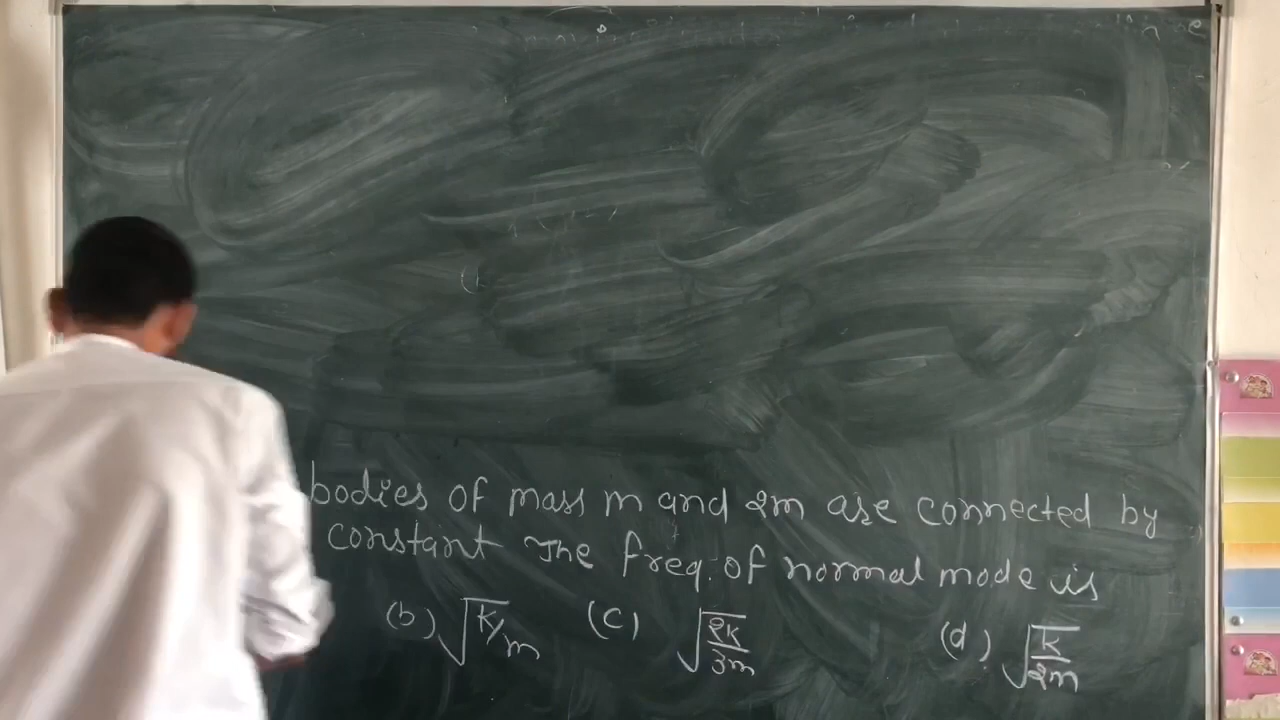 bodies of mass m and 2m are connected by
constant The freq. of normal mode is
(b) √k/m (c) √2k/3m (d) √k/2m